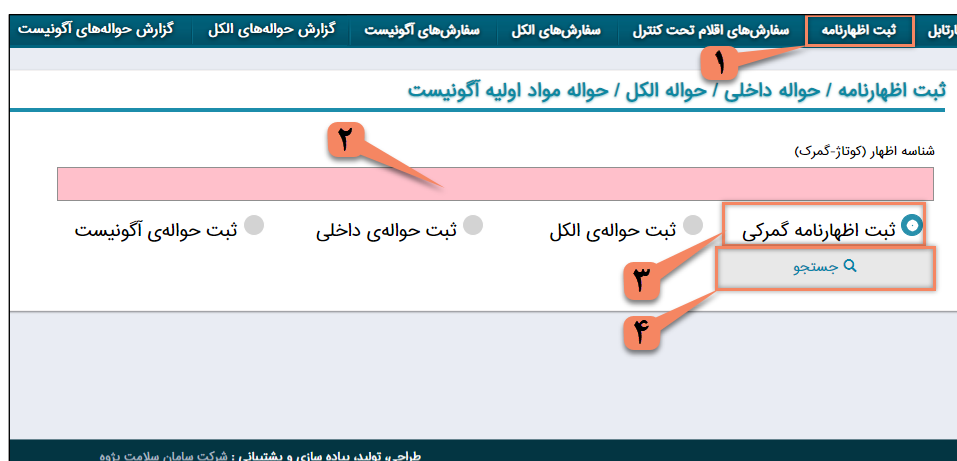 ارتابل ثبت اظهارنامه سفارش‌های اقلام تحت کنترل سفارش‌های الکل سفارش‌های آگونیست گزارش حواله‌های الکل گزارش حواله‌های آگونیست
۱
ثبت اظهارنامه / حواله داخلی / حواله الکل / حواله مواد اولیه آگونیست
۲
شناسه اظهار (کوتاژ-گمرک)
ثبت اظهارنامه گمرکی ثبت حواله‌ی الکل ثبت حواله‌ی داخلی ثبت حواله‌ی آگونیست
۳
جستجو
۴
طراحی، تولید، پیاده سازی و پشتیبانی : شرکت سامان سلامت پژوه